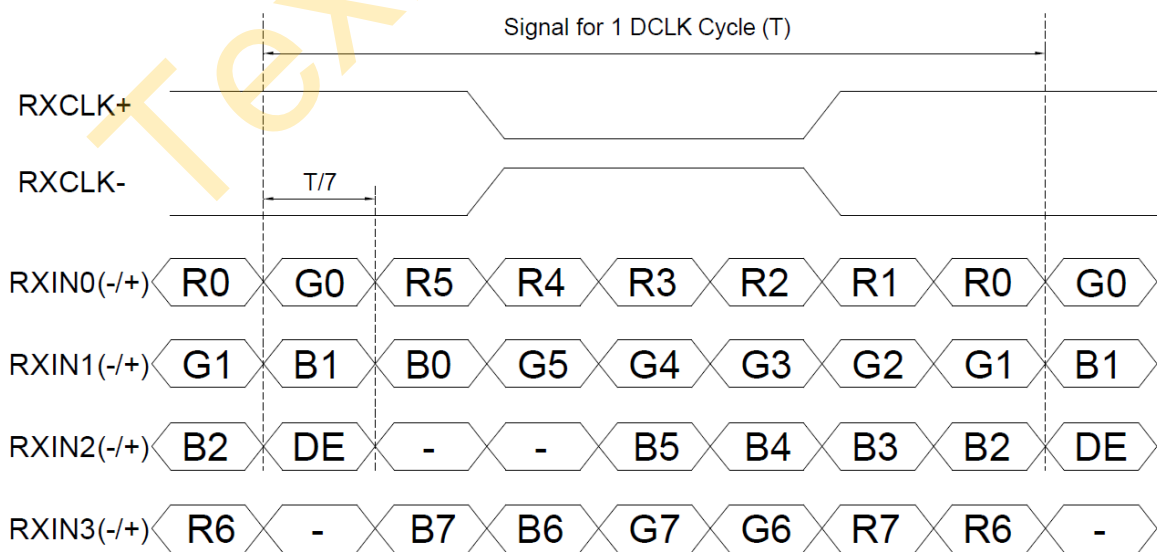 Signal for 1 DCLK Cycle (T)
RXCLK+
RXCLK-
T/7
RXIN0(-/+) R0 G0 R5 R4 R3 R2 R1 R0 G0
RXIN1(-/+) G1 B1 B0 G5 G4 G3 G2 G1 B1
RXIN2(-/+) B2 DE - - B5 B4 B3 B2 DE
RXIN3(-/+) R6 - B7 B6 G7 G6 R7 R6 -